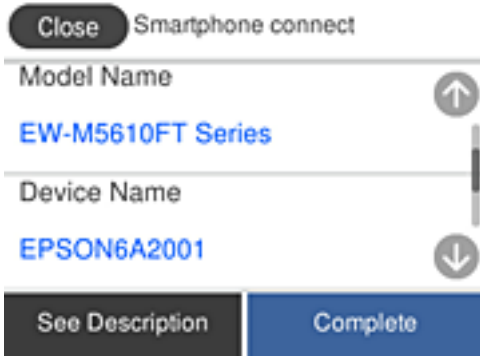 Close Smartphone connect
Model Name
EW-M5610FT Series
Device Name
EPSON6A2001
See Description Complete